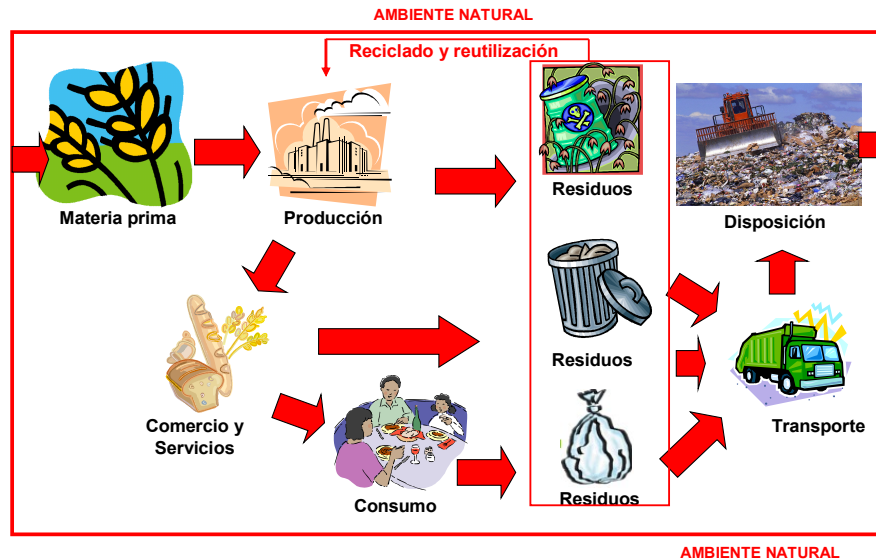 AMBIENTE NATURAL
Reciclado y reutilización
Materia prima
Producción
Residuos
Disposición
Residuos
Comercio y
Servicios
Transporte
Consumo
Residuos
AMBIENTE NATURAL